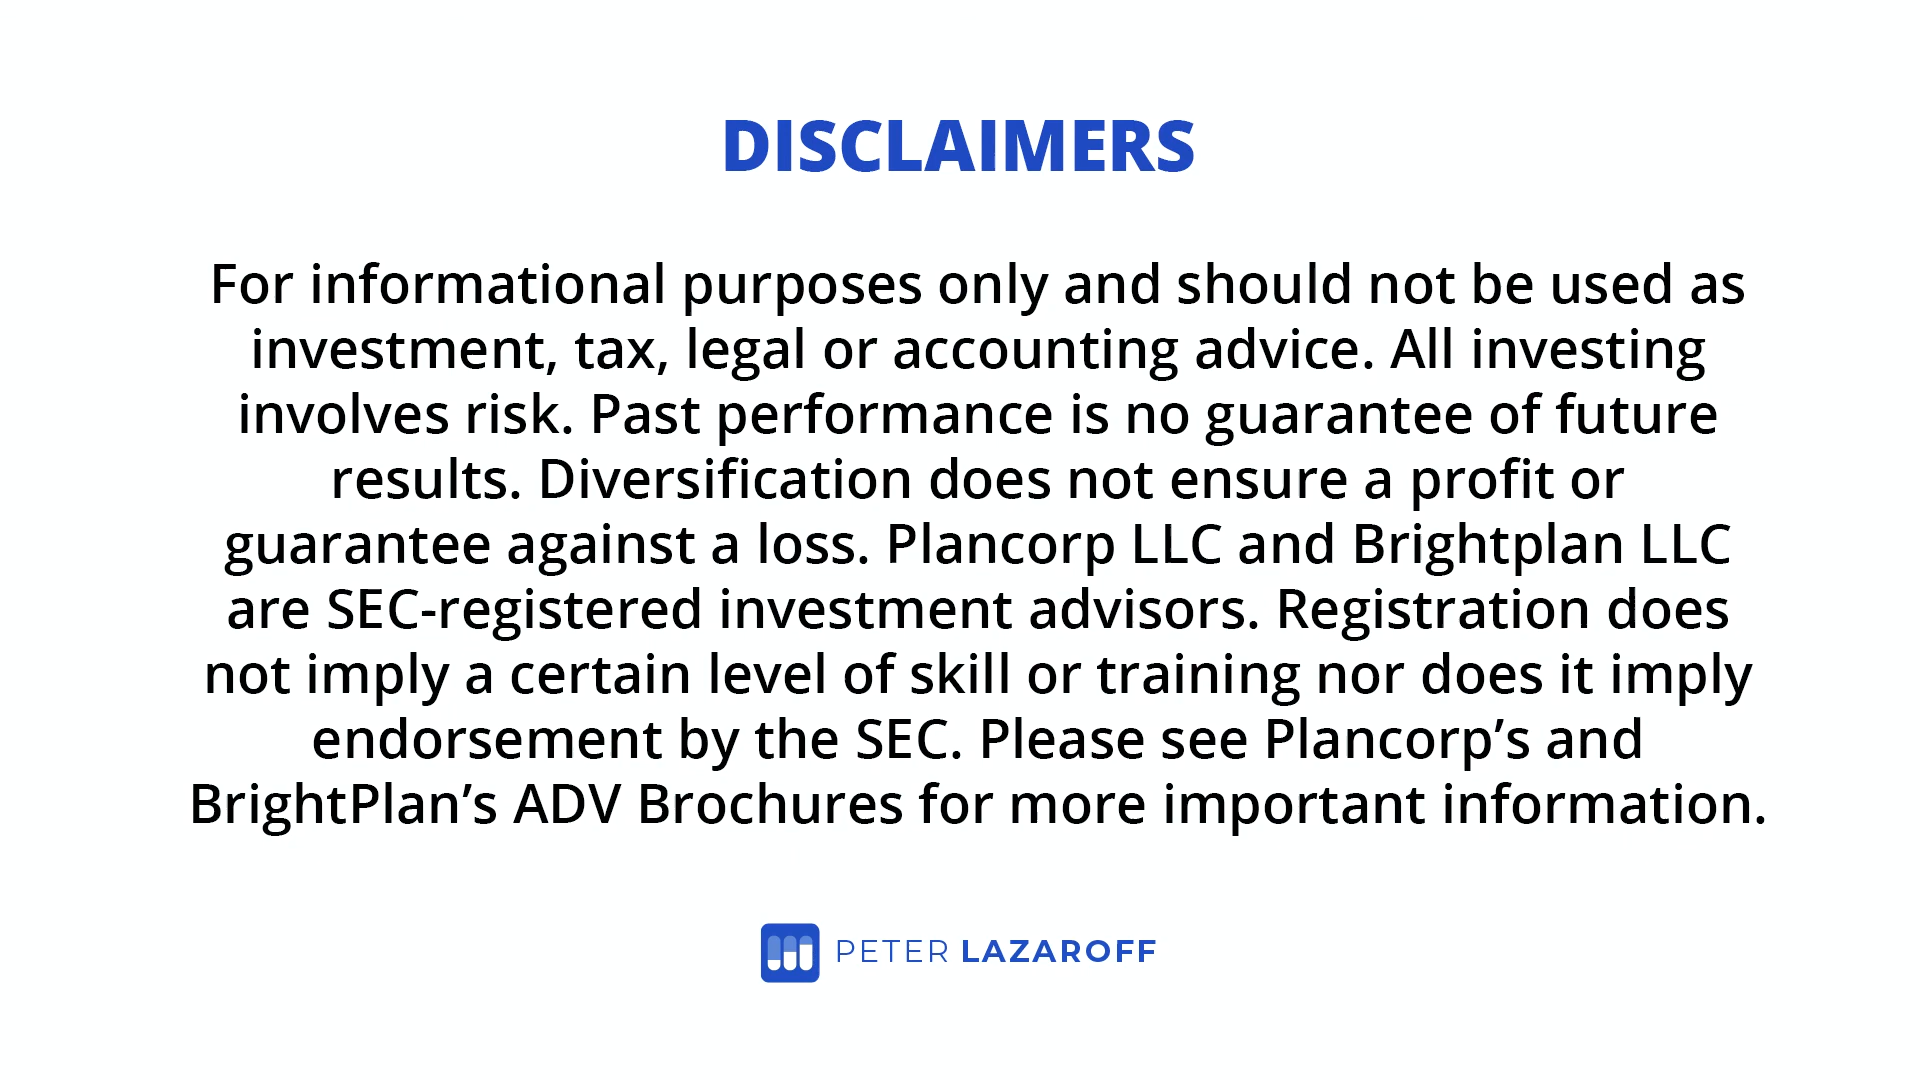 DISCLAIMERS
For informational purposes only and should not be used as
investment, tax, legal or accounting advice. All investing
involves risk. Past performance is no guarantee of future
results. Diversification does not ensure a profit or
guarantee against a loss. Plancorp LLC and Brightplan LLC
are SEC-registered investment advisors. Registration does
not imply a certain level of skill or training nor does it imply
endorsement by the SEC. Please see Plancorp’s and
BrightPlan’s ADV Brochures for more important information.
PETER LAZAROFF